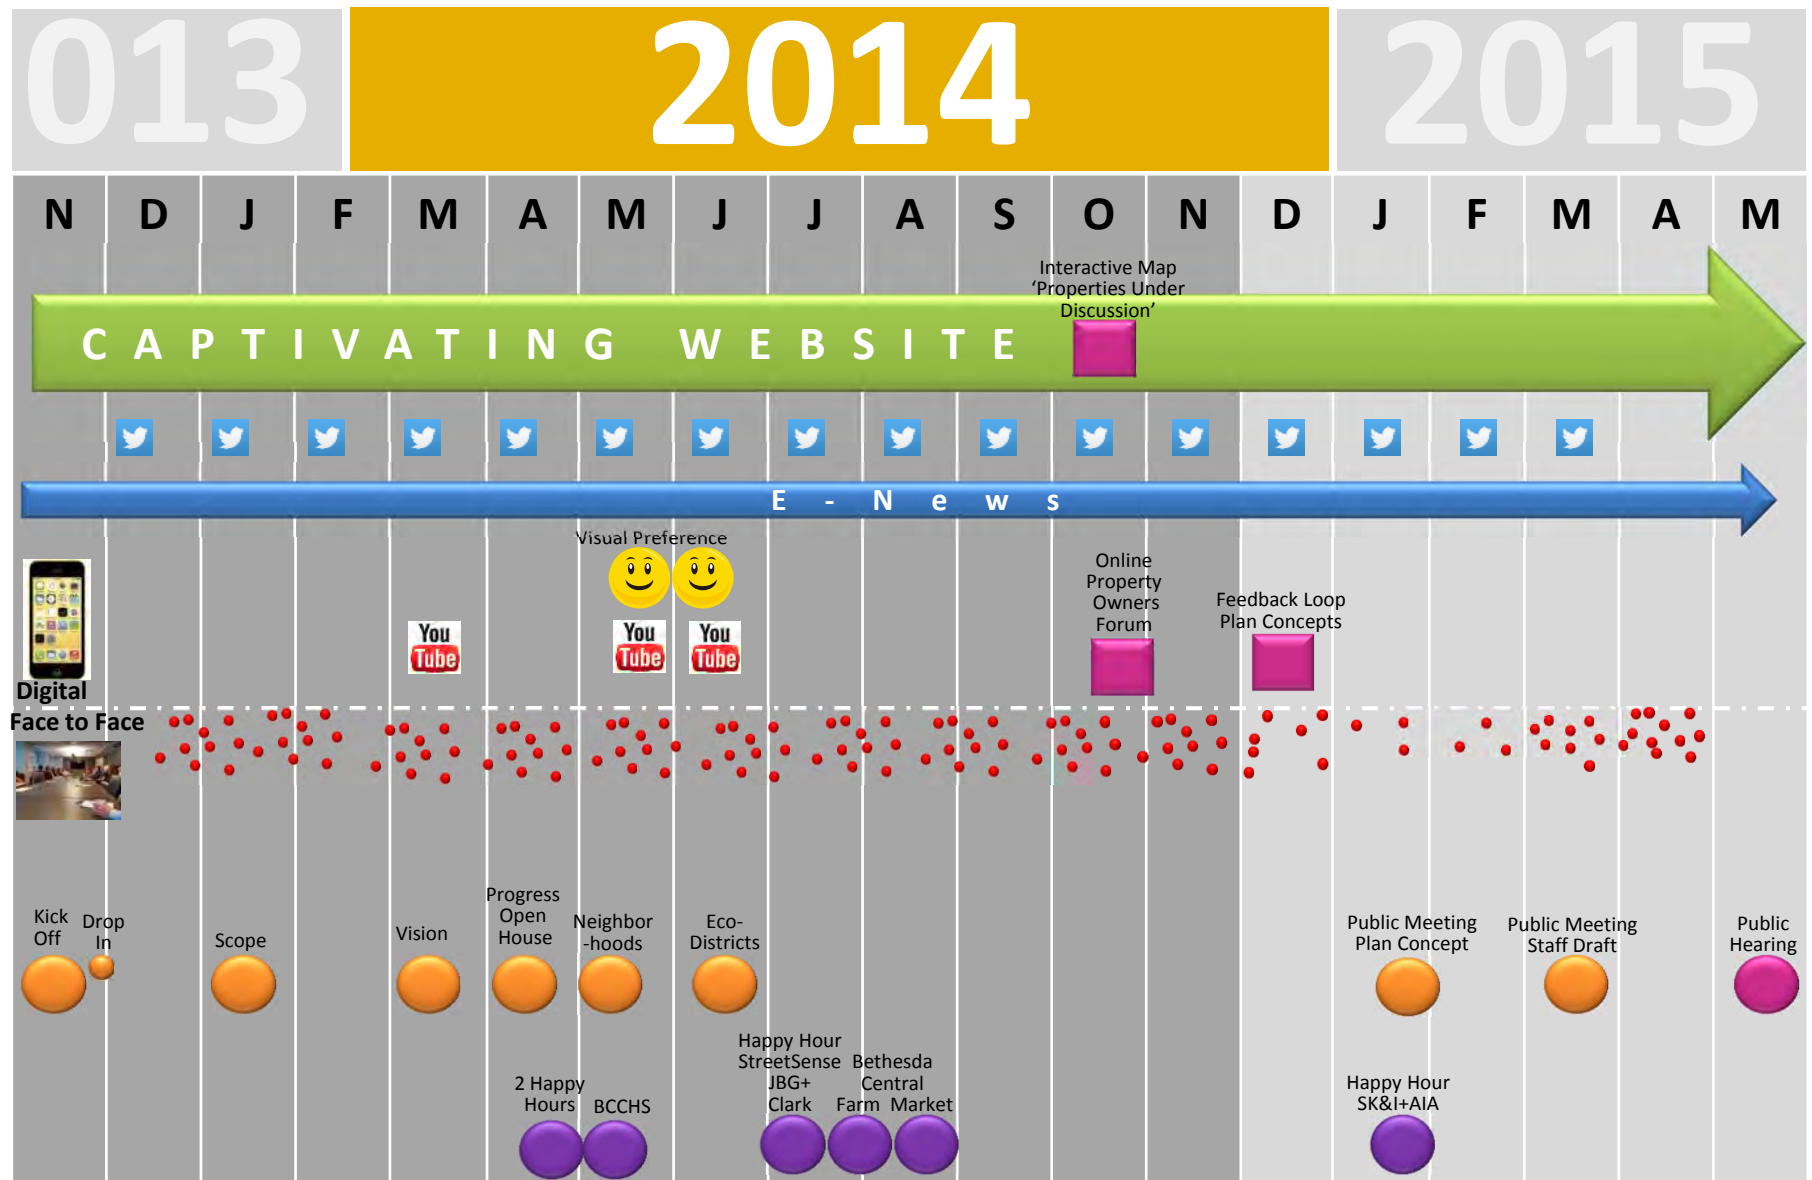 013
2014
2015
N D J F M A M J J A S O N D J F M A M
Interactive Map
‘Properties Under
Discussion’
CAPTIVATING WEBSITE
E - News
Visual Preference
You
Tube
You
Tube
You
Tube
Online
Property
Owners
Forum
Feedback Loop
Plan Concepts
Digital
Face to Face
Kick
Off
Drop
In
Scope
Vision
Progress
Open
House
Neighbor
-hoods
Eco-
Districts
Public Meeting
Plan Concept
Public Meeting
Staff Draft
Public
Hearing
2 Happy
Hours
BCCHS
Happy Hour
StreetSense
JBG+
Clark
Bethesda
Central
Farm Market
Happy Hour
SK&I+AIA